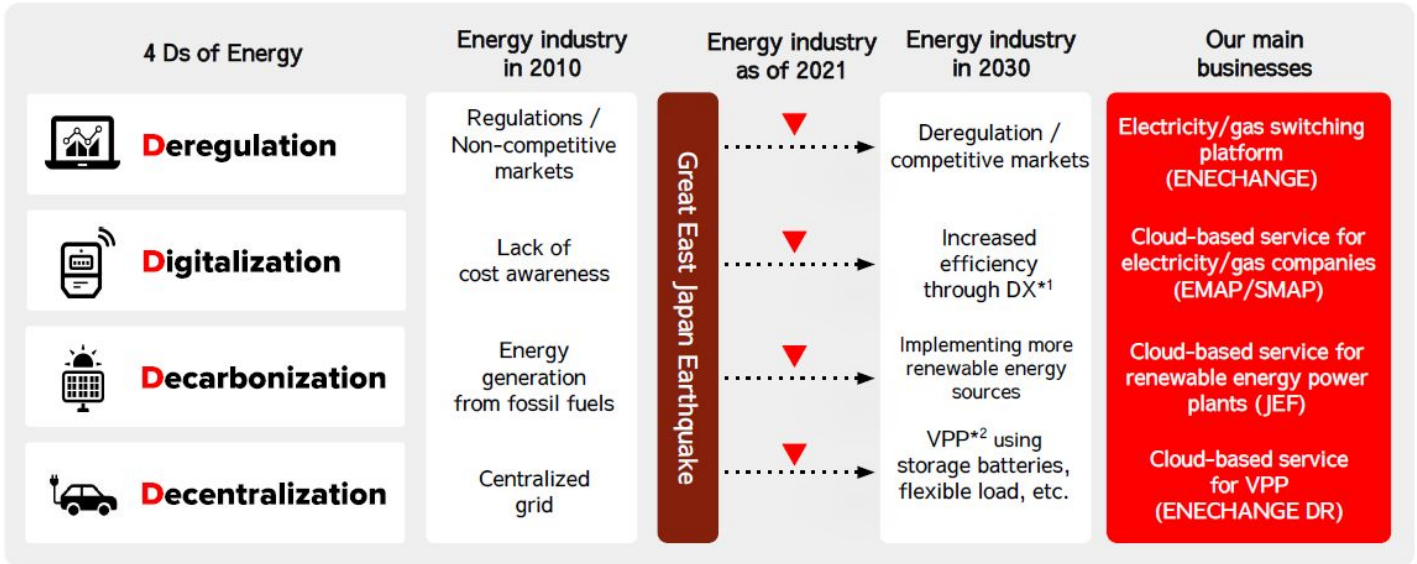 4 Ds of Energy
Energy industry
in 2010
Energy industry
as of 2021
Energy industry
in 2030
Our main
businesses
Deregulation
Regulations /
Non-competitive
markets
Great East Japan Earthquake
Deregulation /
competitive markets
Electricity/gas switching
platform
(ENECHANGE)
Digitalization
Lack of
cost awareness
Increased
efficiency
through DX*1
Cloud-based service for
electricity/gas companies
(EMAP/SMAP)
Decarbonization
Energy
generation
from fossil fuels
Implementing more
renewable energy
sources
Cloud-based service for
renewable energy power
plants (JEF)
Decentralization
Centralized
grid
VPP*2 using
storage batteries,
flexible load, etc.
Cloud-based service
for VPP
(ENECHANGE DR)